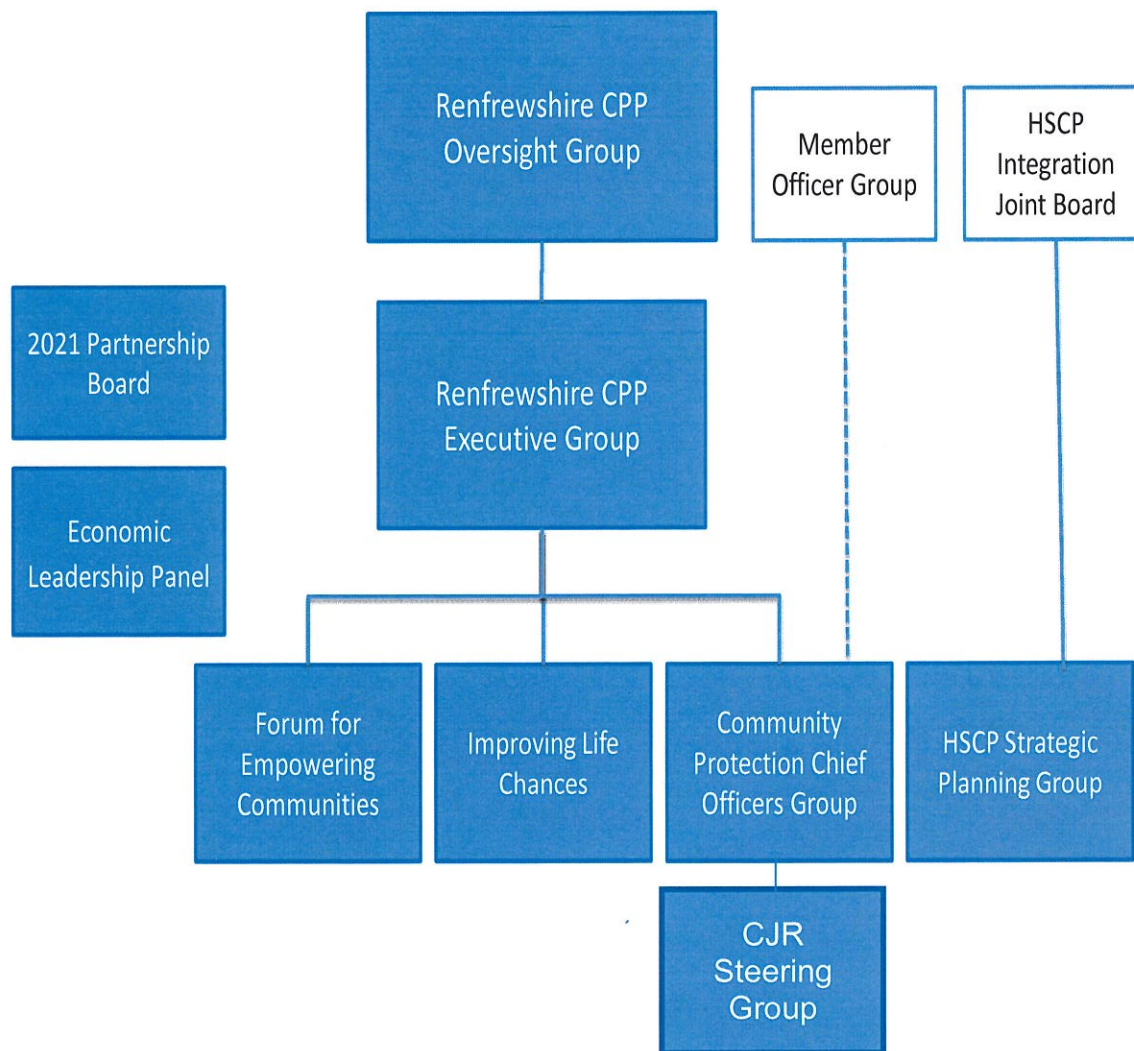 Renfrewshire CPP
Oversight Group
Member
Officer Group
HSCP
Integration
Joint Board
2021 Partnership
Board
Renfrewshire CPP
Executive Group
Economic
Leadership Panel
Forum for
Empowering
Communities
Improving Life
Chances
Community
Protection Chief
Officers Group
HSCP Strategic
Planning Group
CJR
Steering
Group